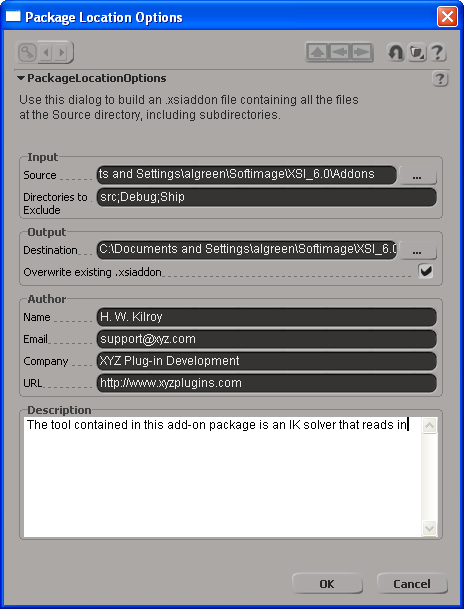 Package Location Options
PackageLocationOptions
?
Use this dialog to build an .xsiaddon file containing all the files
at the Source directory, including subdirectories.
Input
Source ts and Settings\algreen\Softimage\XSI_6.0\Addons ...
Directories to Exclude src;Debug;Ship
Output
Destination C:\Documents and Settings\algreen\Softimage\XSI_6.0 ...
Overwrite existing .xsiaddon
Author
Name H. W. Kilroy
Email support@xyz.com
Company XYZ Plug-in Development
URL http://www.xyzplugins.com
Description
The tool contained in this add-on package is an IK solver that reads in
OK Cancel